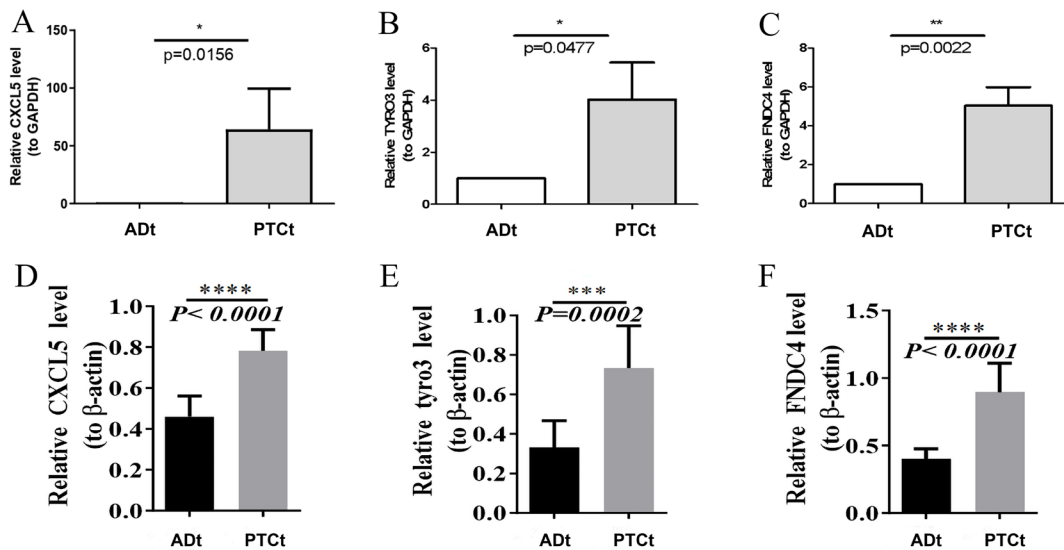 A
*
p=0.0156
Relative CXCL5 level
(to GAPDH)
150
100
50
0
ADt
PTCt
B
*
p=0.0477
Relative TYRO3 level
(to GAPDH)
6
4
2
0
ADt
PTCt
C
**
p=0.0022
Relative FNDC4 level
(to GAPDH)
8
6
4
2
0
ADt
PTCt
D
****
P< 0.0001
Relative CXCL5 level
(to β-actin)
1.0
0.8
0.6
0.4
0.2
0.0
ADt
PTCt
E
***
P=0.0002
Relative tyro3 level
(to β-actin)
1.0
0.8
0.6
0.4
0.2
0.0
ADt
PTCt
F
****
P< 0.0001
Relative FNDC4 level
(to β-actin)
1.5
1.0
0.5
0.0
ADt
PTCt